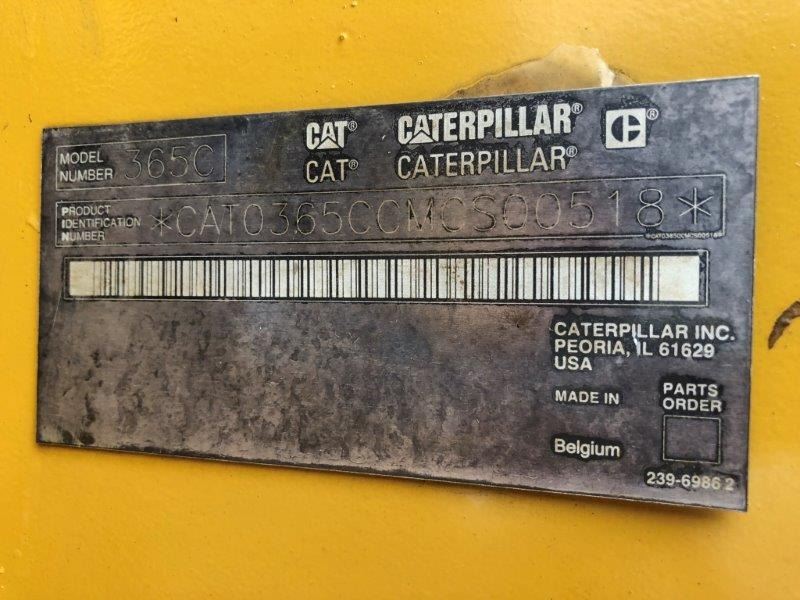 CAT® CATERPILLAR® C®
CAT® CATERPILLAR®
MODEL NUMBER 365C
PRODUCT IDENTIFICATION NUMBER *CAT0365CCMCS00518*
*CAT0365CCMCS00518*
CATERPILLAR INC.
PEORIA, IL 61629
USA
MADE IN
Belgium
PARTS
ORDER
239-6986 2